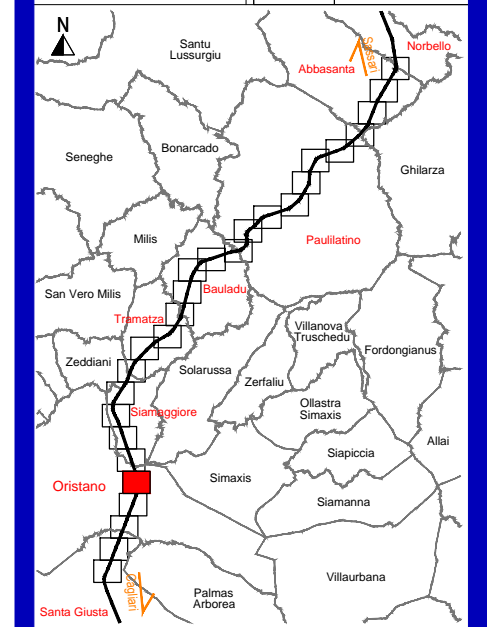 N
Santu
Lussurgiu
Norbello
Sassari
Abbasanta
Bonarcado
Seneghe
Ghilarza
Milis
Paulilatino
San Vero Milis
Bauladu
Tramatza
Villanova
Truschedu
Fordongianus
Zeddiani
Solarussa
Zerfaliu
Ollastra
Simaxis
Siamaggiore
Allai
Siapiccia
Simaxis
Oristano
Siamanna
Villaurbana
Cagliari
Palmas
Arborea
Santa Giusta